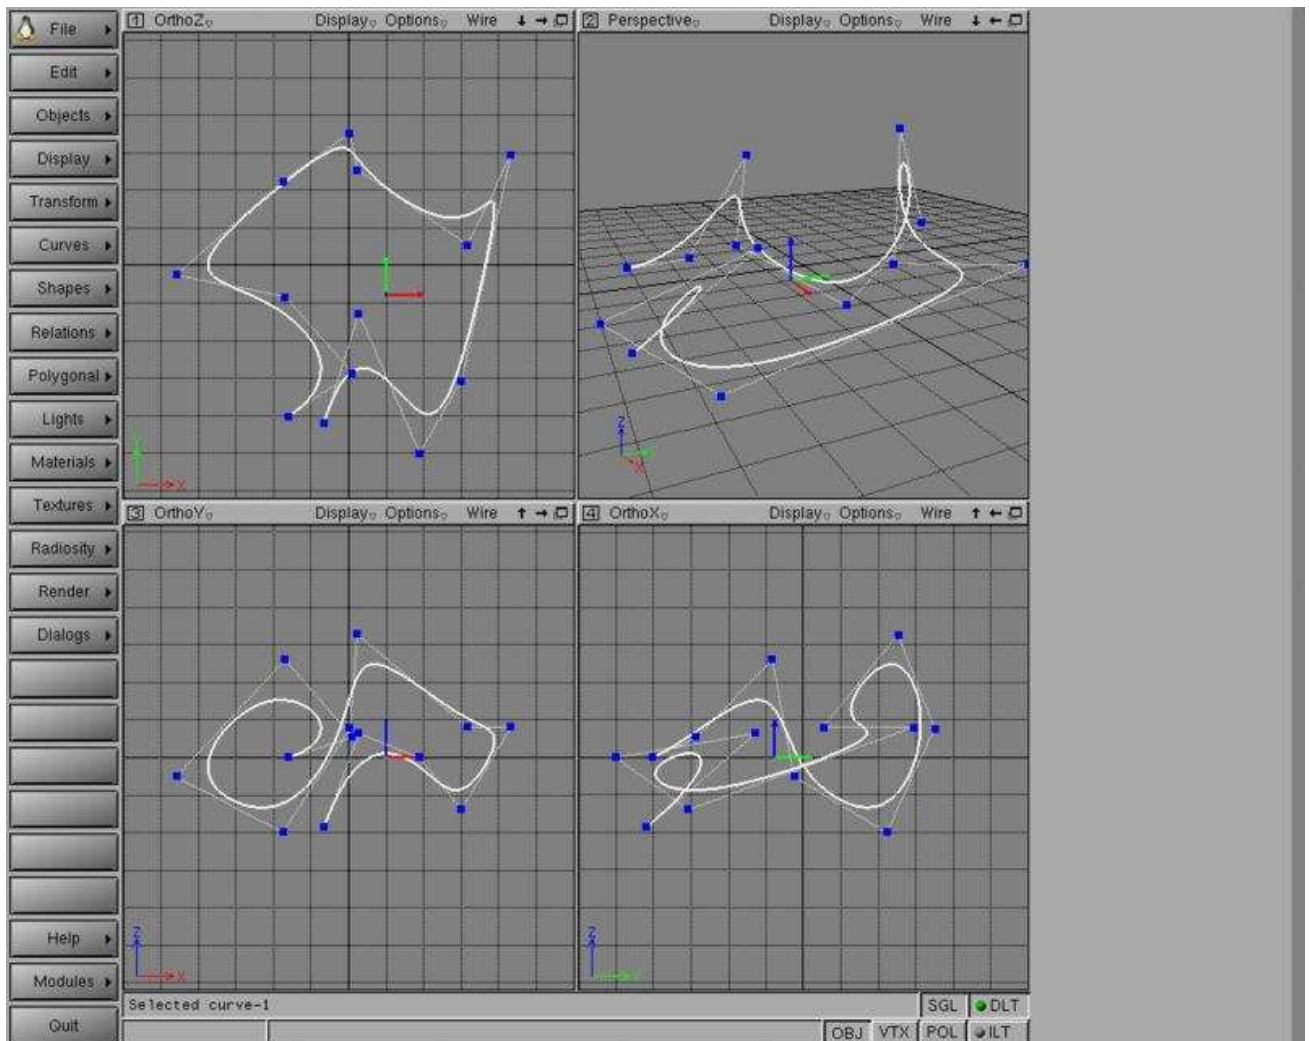 File
Edit
Objects
Display
Transform
Curves
Shapes
Relations
Polygonal
Lights
Materials
Textures
Radiosity
Render
Dialogs
Help
Modules
Quit
1 OrthoZ Display Options Wire
Y
X
2 Perspective Display Options Wire
Z
Y
X
3 OrthoY Display Options Wire
Z
X
4 OrthoX Display Options Wire
Z
Y
Selected curve-1 SGL DLT
OBJ VTX POL ILT